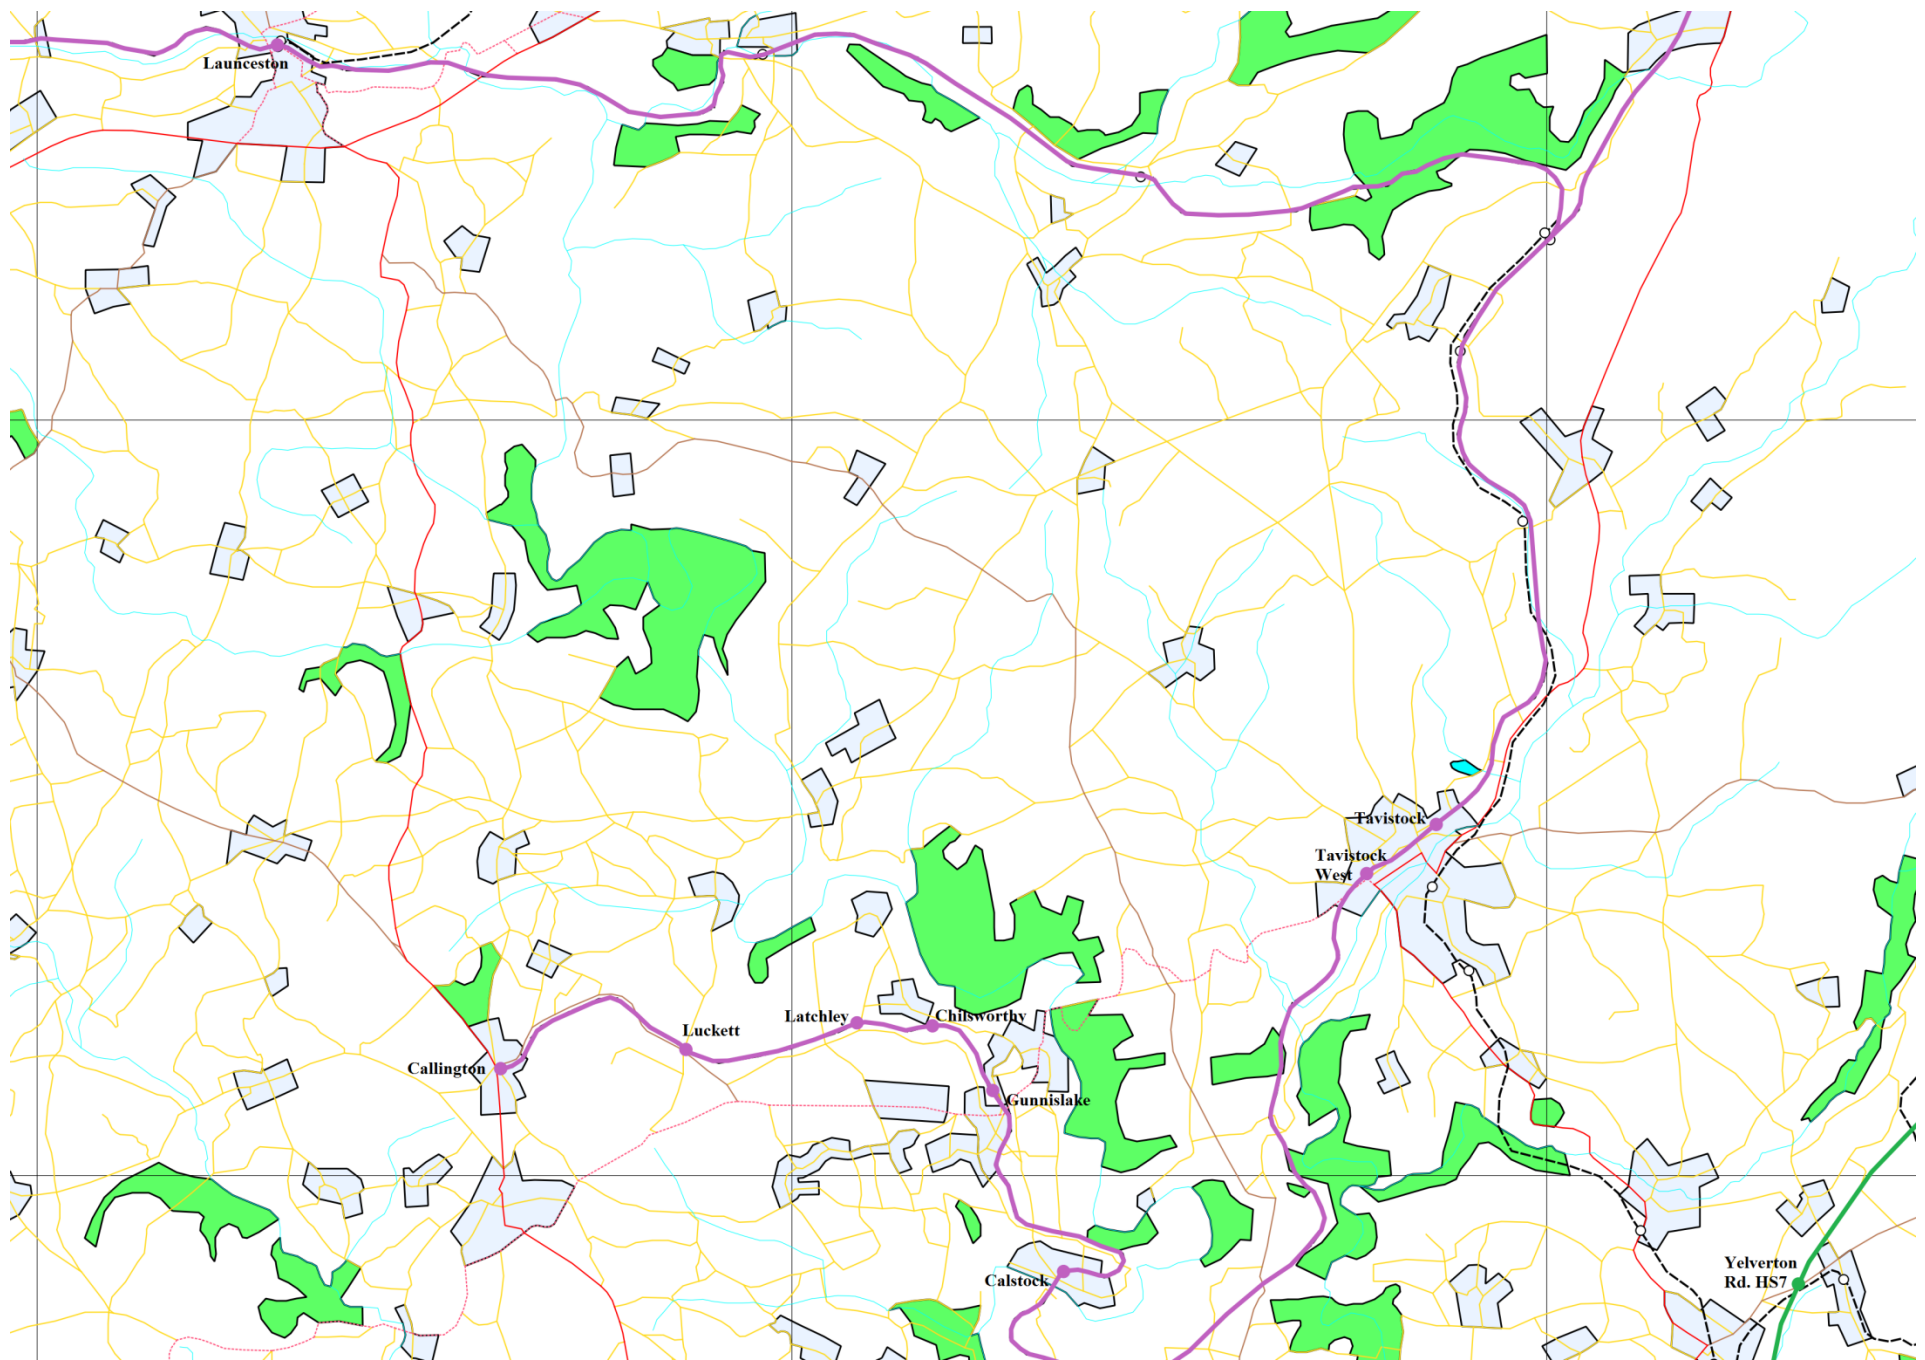 Launceston
Tavistock
Tavistock
West
Latchley
Chilsworthy
Luckett
Callington
Gunnislake
Calstock
Yelverton
Rd. HS7